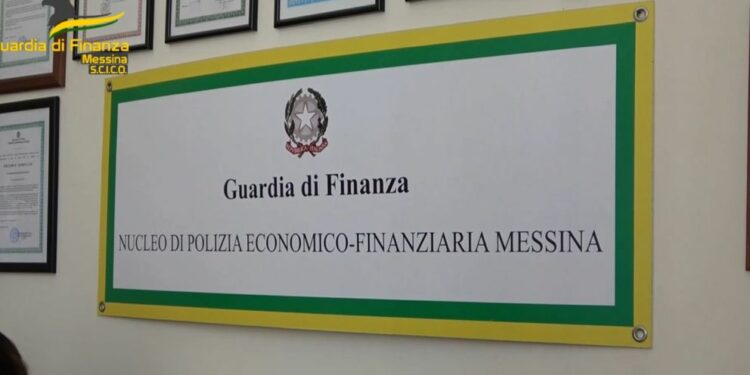 Guardia di Finanza
Messina
S.C.I.C.O.
Guardia di Finanza
NUCLEO DI POLIZIA ECONOMICO-FINANZIARIA MESSINA